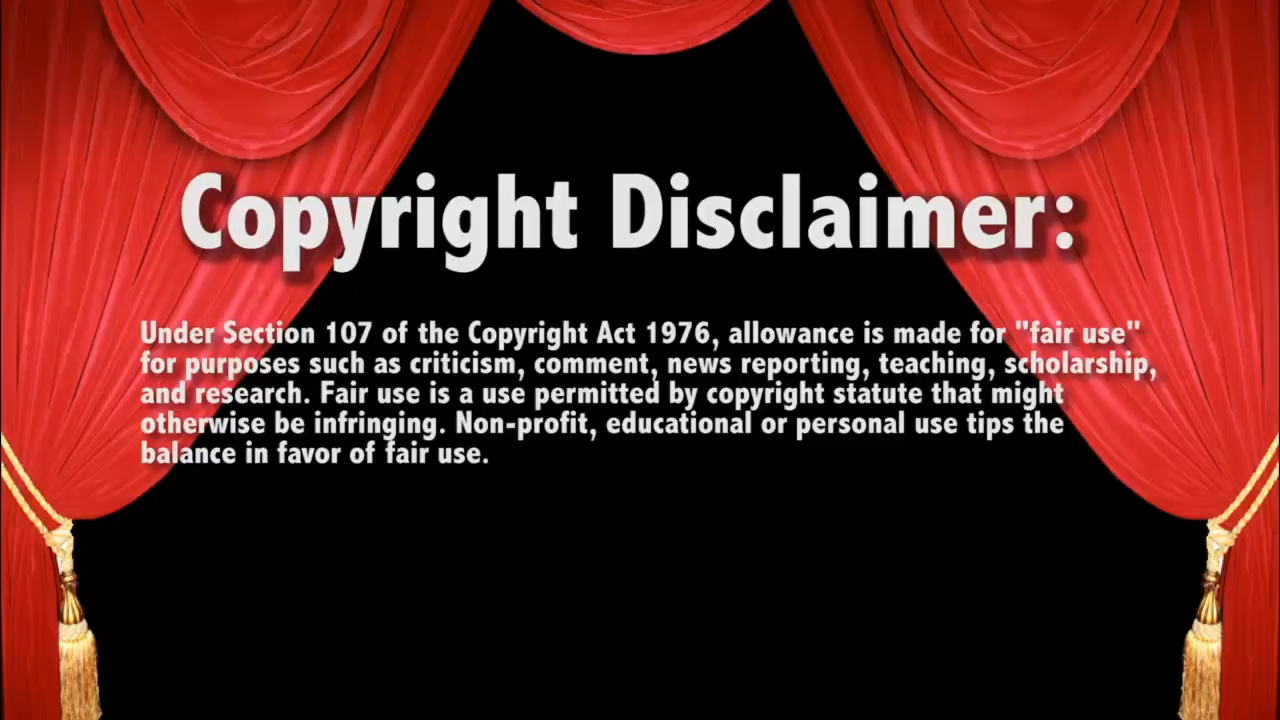 Copyright Disclaimer:
Under Section 107 of the Copyright Act 1976, allowance is made for "fair use"
for purposes such as criticism, comment, news reporting, teaching, scholarship,
and research. Fair use is a use permitted by copyright statute that might
otherwise be infringing. Non-profit, educational or personal use tips the
balance in favor of fair use.